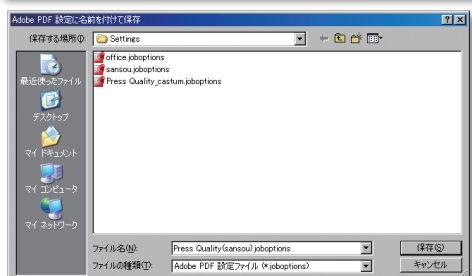 Adobe PDF 設定に名前を付けて保存
保存する場所(I):
Settings
office.joboptions
sansou.joboptions
Press Quality_castum.joboptions
最近使ったファイル
デスクトップ
マイ ドキュメント
マイ コンピュータ
マイ ネットワーク
ファイル名(N):
Press Quality(sansou).joboptions
保存(S)
ファイルの種類(T):
Adobe PDF 設定ファイル (*.joboptions)
キャンセル